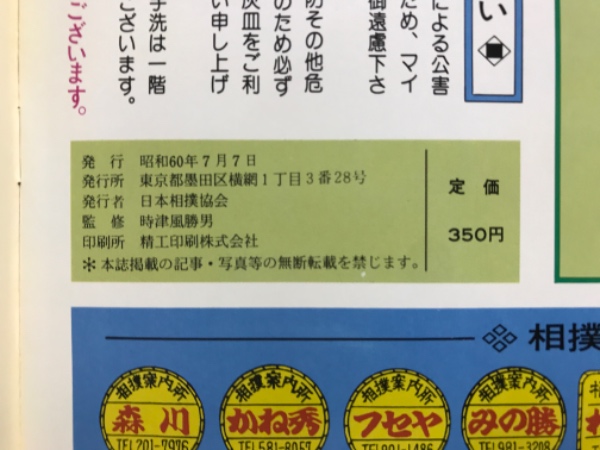 い
による公害
ため、マイ
御遠慮下さ
防その他危
のため必ず
灰皿をご利
い申し上げ
手洗は一階
ございます。
ございます。
発　行　昭和60年7月7日
発行所　東京都墨田区横網1丁目3番28号
発行者　日本相撲協会
監　修　時津風勝男
印刷所　精工印刷株式会社
＊本誌掲載の記事・写真等の無断転載を禁じます。
定　価
350円
相撲
相撲案内所
森川
TEL201-7976
相撲案内所
かね秀
TEL581-8057
相撲案内所
フセヤ
相撲案内所
みの勝
TEL981-3208